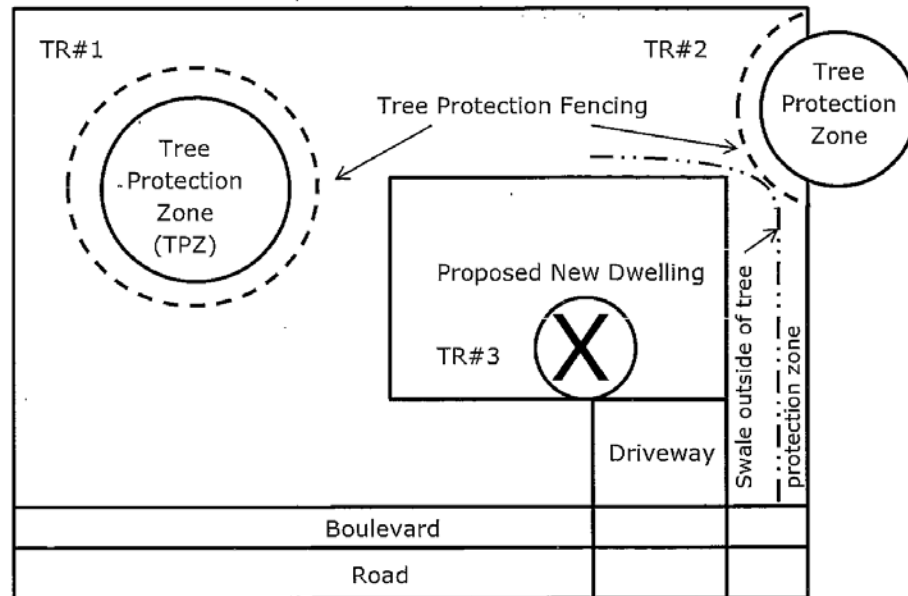 TR#1
TR#2
Tree
Protection
Zone
Tree Protection Fencing
Tree
Protection
Zone
(TPZ)
Proposed New Dwelling
TR#3
X
Swale outside of tree
protection zone
Driveway
Boulevard
Road